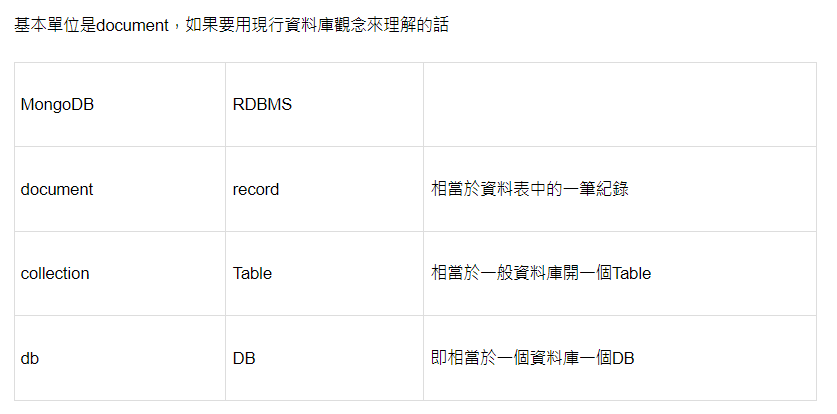 基本單位是document，如果要用現行資料庫觀念來理解的話
MongoDB RDBMS
document record 相當於資料表中的一筆紀錄
collection Table 相當於一般資料庫開一個Table
db DB 即相當於一個資料庫一個DB